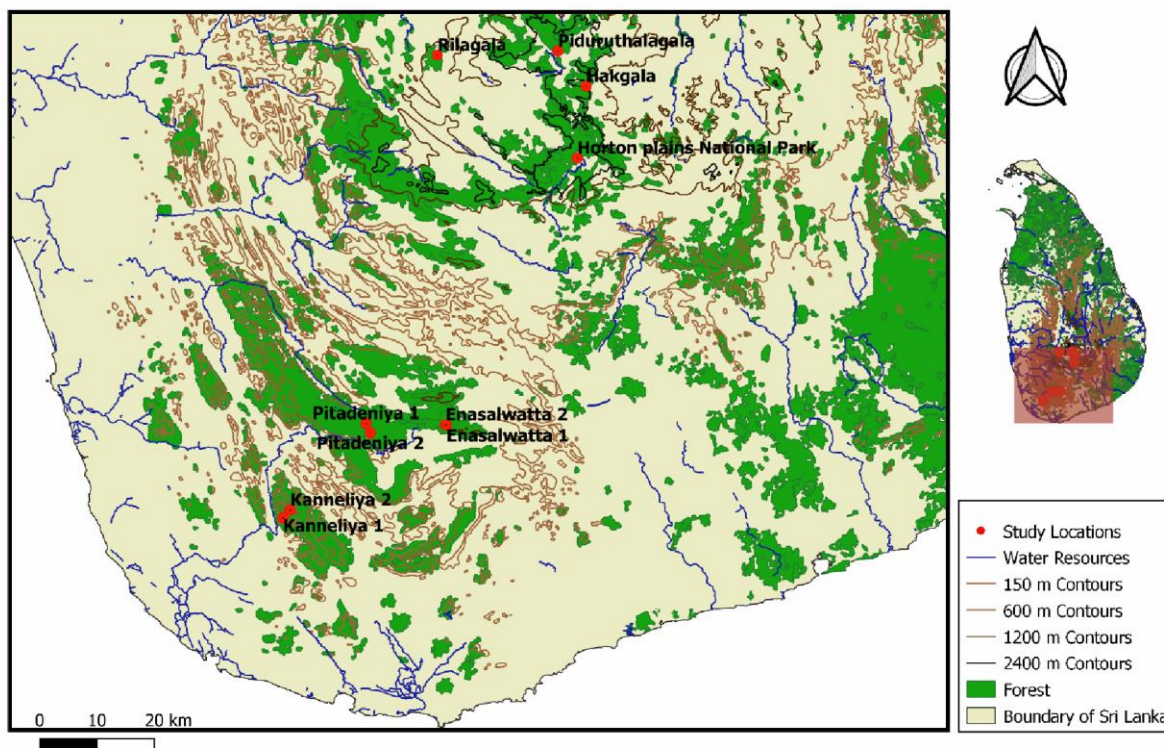 Rilagala
Piduruthalagala
Hakgala
Horton plains National Park
Pitadeniya 1
Enasalwatta 2
Pitadeniya 2
Enasalwatta 1
Kanneliya 2
Kanneliya 1
Study Locations
Water Resources
150 m Contours
600 m Contours
1200 m Contours
2400 m Contours
Forest
Boundary of Sri Lanka
0 10 20 km